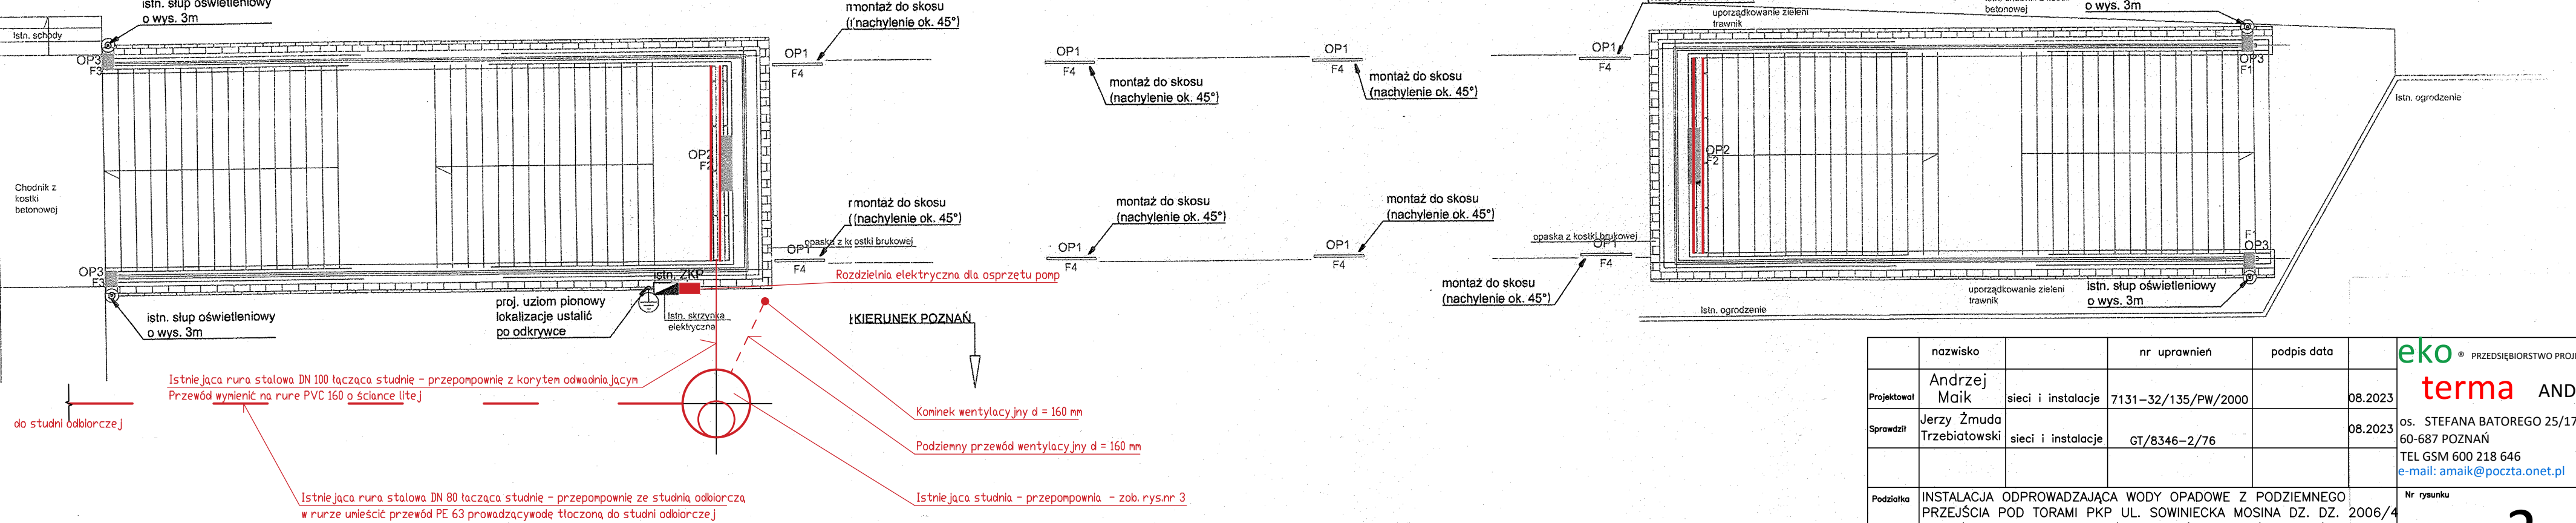 istn. słup oświetleniowy
o wys. 3m
Istn. schody
OP3
F3
Chodnik z
kostki
betonowej
OP3
F3
istn. słup oświetleniowy
o wys. 3m
OP2
F2
montaż do skosu
(nachylenie ok. 45°)
OP1
F4
OP1
F4
montaż do skosu
(nachylenie ok. 45°)
OP1
F4
montaż do skosu
(nachylenie ok. 45°)
OP1
F4
montaż do skosu
(nachylenie ok. 45°)
opaska z kostki brukowej
OP1
F4
montaż do skosu
(nachylenie ok. 45°)
OP1
F4
montaż do skosu
(nachylenie ok. 45°)
OP1
F4
opaska z kostki brukowej
OP1
F4
montaż do skosu
(nachylenie ok. 45°)
istn. ZKP
Rozdzielnia elektryczna dla osprzętu pomp
proj. uziom pionowy
lokalizacje ustalić
po odkrywce
Istn. skrzynka
elektryczna
KIERUNEK POZNAŃ
uporządkowanie zieleni
trawnik
betonowej
o wys. 3m
OP3
F1
Istn. ogrodzenie
OP2
F2
F1
OP3
uporządkowanie zieleni
trawnik
istn. słup oświetleniowy
o wys. 3m
Istn. ogrodzenie
Istniejąca rura stalowa DN 100 łącząca studnię - przepompownię z korytem odwadniającym
Przewód wymienić na rure PVC 160 o ściance litej
do studni odbiorczej
Kominek wentylacyjny d = 160 mm
Podziemny przewód wentylacyjny d = 160 mm
Istniejąca studnia - przepompownia - zob. rys.nr 3
Istniejąca rura stalowa DN 80 łacząca studnię - przepompownię ze studnią odbiorczą
w rurze umieścić przewód PE 63 prowadzącywodę tłoczoną do studni odbiorczej
nazwisko nr uprawnień podpis data
Projektował Andrzej Maik sieci i instalacje 7131-32/135/PW/2000 08.2023
Sprawdził Jerzy Żmuda Trzebiatowski sieci i instalacje GT/8346-2/76 08.2023
Podziałka INSTALACJA ODPROWADZAJĄCA WODY OPADOWE Z PODZIEMNEGO
PRZEJŚCIA POD TORAMI PKP UL. SOWINIECKA MOSINA DZ. DZ. 2006/4
eko ® PRZEDSIĘBIORSTWO PROJE
terma AND
os. STEFANA BATOREGO 25/17
60-687 POZNAŃ
TEL GSM 600 218 646
e-mail: amaik@poczta.onet.pl
Nr rysunku